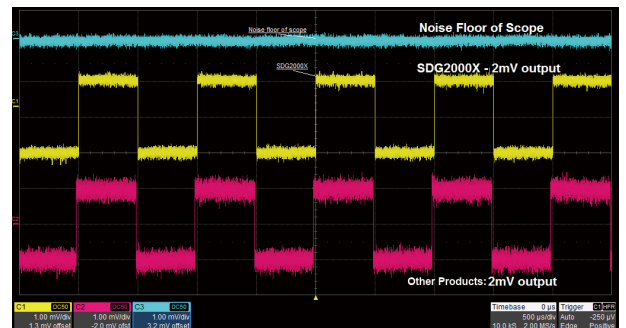 Noise Floor of Scope
Noise floor of scope
SDG2000X - 2mV output
SDG2000X
C3
C1
Other Products: 2mV output
C1 DC50 C2 DC50 C3 DC50
1.00 mV/div 1.00 mV/div 1.00 mV/div
1.3 mV offset -2.0 mV ofst 3.2 mV offset
Timebase 0 µs Trigger C1 HFR
500 µs/div Auto -250 µV
10.0 kS 2.00 MS/s Edge Positive